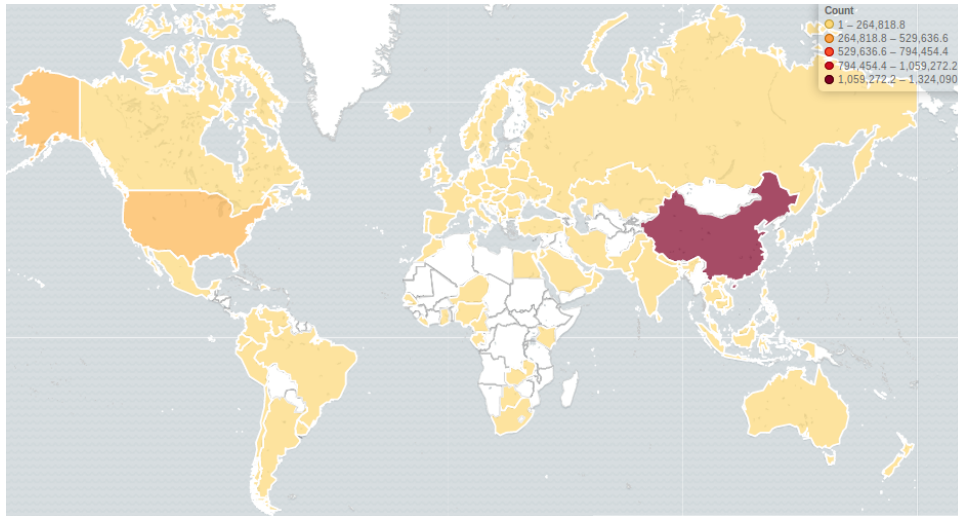 Count
1 – 264,818.8
264,818.8 – 529,636.6
529,636.6 – 794,454.4
794,454.4 – 1,059,272.2
1,059,272.2 – 1,324,090